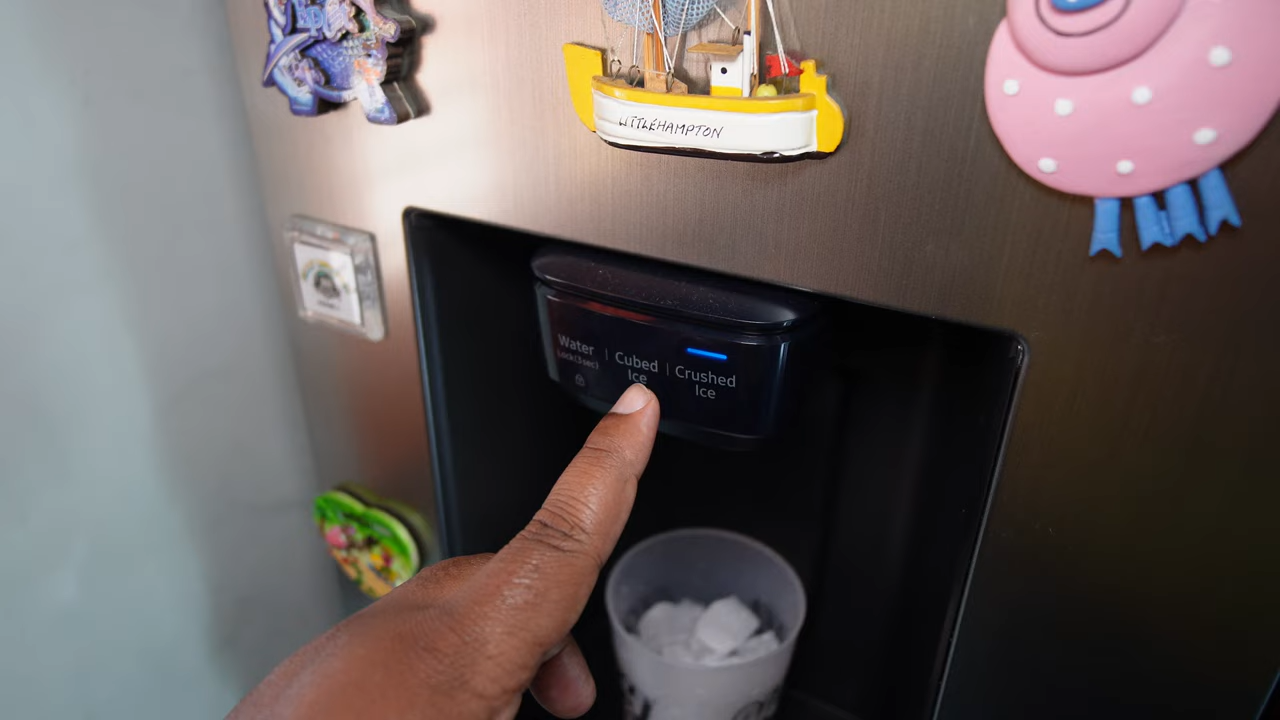 LITTLEHAMPTON
Water
Lock(3sec)
Cubed
Ice
Crushed
Ice